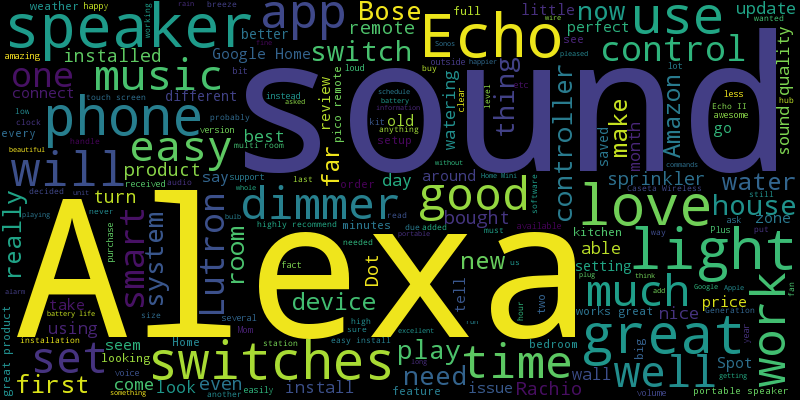 weather happy
working
rain breeze
speaker
app
Bose
little
full
wire
now
use
update
wanted
amazing
installed
loud
better
outside
Sonos
happier
remote
Echo
perfect
see
pleased
Google Home
switch
control
one
music
bit
buy
connect
different
instead
asked
touch screen
review
pico remote
watering
clear
level
etc
thing
lot
less
hub
low
clock
every
phone
probably
version
multi room
schedule
battery
information
kit
old
anything
setup
sound
controller
saved
make
month
Amazon
Echo II
awesome
go
sound quality
handle
easy
best
far
without
beautiful
will
product
received
audio
say
support
last
order
day
around
Home Mini
software
sprinkler
commands
water
decided
unit
turn
whole
dimmer
good
love
Caseta Wireless
still
house
playing
never
smart
system
Lutron
bulb
read
due
added
portable
bought
must
available
kitchen
way
ask
Plus
put
zone
really
room
highly recommend
minutes
needed
able
light
purchase
fact
Alexa
Dot
new
us
setting
plug
think
fan
alarm
take
battery life
device
tell
hour
two
much
add
Google
Apple
Generation
year
work
using
size
several
high
sure
excellent
run
works great
nice
price
great product
installation
seem
Home
Mom
station
easy install
bedroom
big
great
set
looking
voice
switches
play
time
well
Spot
getting
first
something
come
look
another
even
easily
install
long
need
feature
issue
Rachio
wall
volume
portable speaker